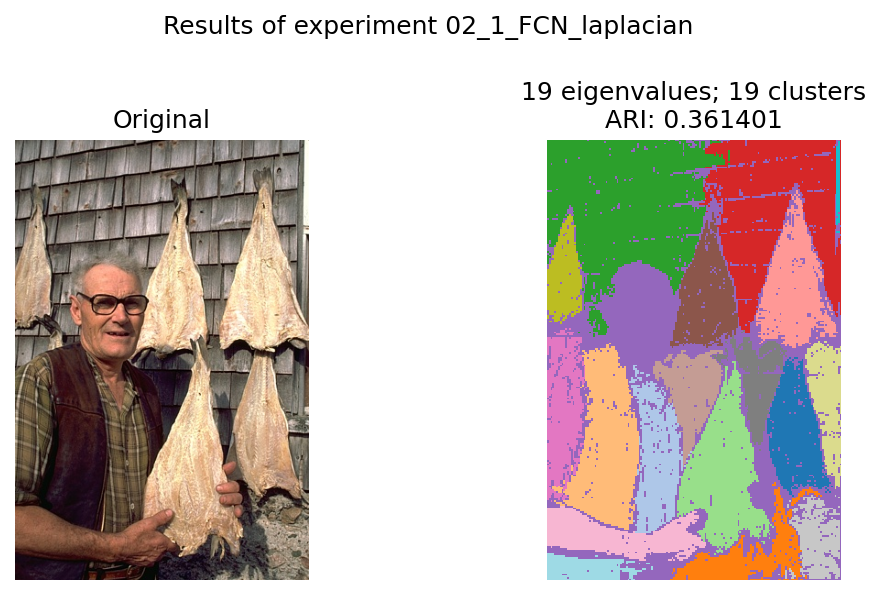 Results of experiment 02_1_FCN_laplacian
Original
19 eigenvalues; 19 clusters
ARI: 0.361401